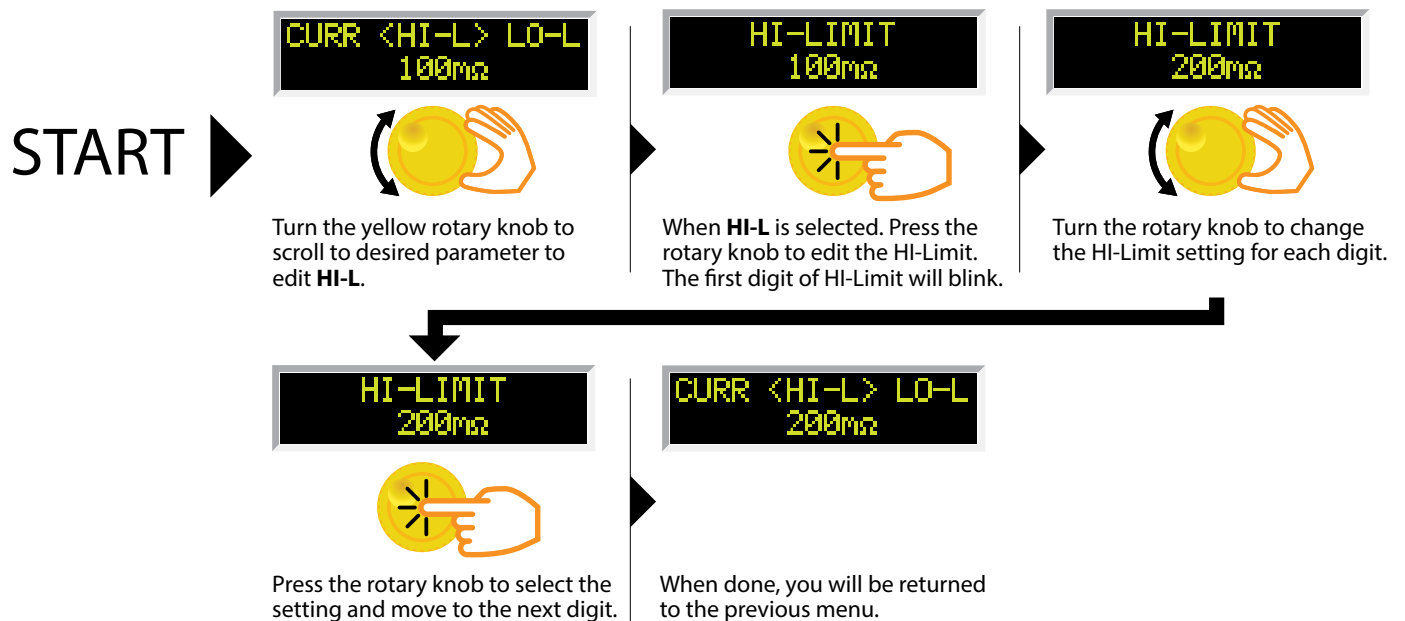 START
CURR <HI-L> LO-L
100mΩ
Turn the yellow rotary knob to
scroll to desired parameter to
edit HI-L.
HI-LIMIT
100mΩ
When HI-L is selected. Press the
rotary knob to edit the HI-Limit.
The first digit of HI-Limit will blink.
HI-LIMIT
200mΩ
Turn the rotary knob to change
the HI-Limit setting for each digit.
HI-LIMIT
200mΩ
Press the rotary knob to select the
setting and move to the next digit.
CURR <HI-L> LO-L
200mΩ
When done, you will be returned
to the previous menu.